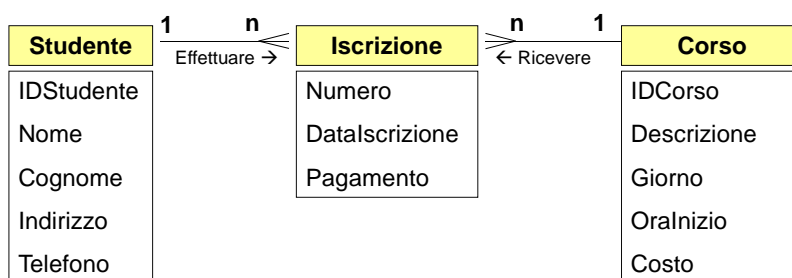 1 n n 1
Studente Iscrizione Corso
Effettuare → ← Ricevere
IDStudente Numero IDCorso
Nome DataIscrizione Descrizione
Cognome Pagamento Giorno
Indirizzo OraInizio
Telefono Costo